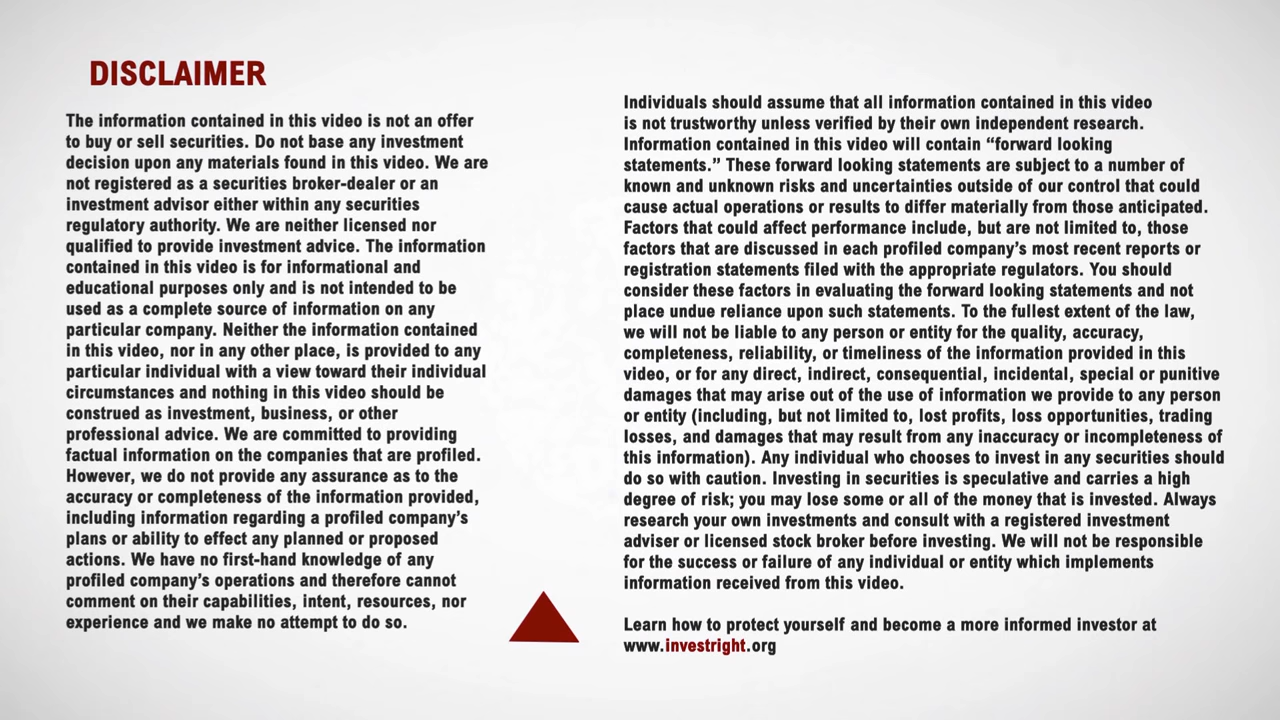 DISCLAIMER
The information contained in this video is not an offer
to buy or sell securities. Do not base any investment
decision upon any materials found in this video. We are
not registered as a securities broker-dealer or an
investment advisor either within any securities
regulatory authority. We are neither licensed nor
qualified to provide investment advice. The information
contained in this video is for informational and
educational purposes only and is not intended to be
used as a complete source of information on any
particular company. Neither the information contained
in this video, nor in any other place, is provided to any
particular individual with a view toward their individual
circumstances and nothing in this video should be
construed as investment, business, or other
professional advice. We are committed to providing
factual information on the companies that are profiled.
However, we do not provide any assurance as to the
accuracy or completeness of the information provided,
including information regarding a profiled company’s
plans or ability to effect any planned or proposed
actions. We have no first-hand knowledge of any
profiled company’s operations and therefore cannot
comment on their capabilities, intent, resources, nor
experience and we make no attempt to do so.
Individuals should assume that all information contained in this video
is not trustworthy unless verified by their own independent research.
Information contained in this video will contain “forward looking
statements.” These forward looking statements are subject to a number of
known and unknown risks and uncertainties outside of our control that could
cause actual operations or results to differ materially from those anticipated.
Factors that could affect performance include, but are not limited to, those
factors that are discussed in each profiled company’s most recent reports or
registration statements filed with the appropriate regulators. You should
consider these factors in evaluating the forward looking statements and not
place undue reliance upon such statements. To the fullest extent of the law,
we will not be liable to any person or entity for the quality, accuracy,
completeness, reliability, or timeliness of the information provided in this
video, or for any direct, indirect, consequential, incidental, special or punitive
damages that may arise out of the use of information we provide to any person
or entity (including, but not limited to, lost profits, loss opportunities, trading
losses, and damages that may result from any inaccuracy or incompleteness of
this information). Any individual who chooses to invest in any securities should
do so with caution. Investing in securities is speculative and carries a high
degree of risk; you may lose some or all of the money that is invested. Always
research your own investments and consult with a registered investment
adviser or licensed stock broker before investing. We will not be responsible
for the success or failure of any individual or entity which implements
information received from this video.
Learn how to protect yourself and become a more informed investor at
www.investright.org